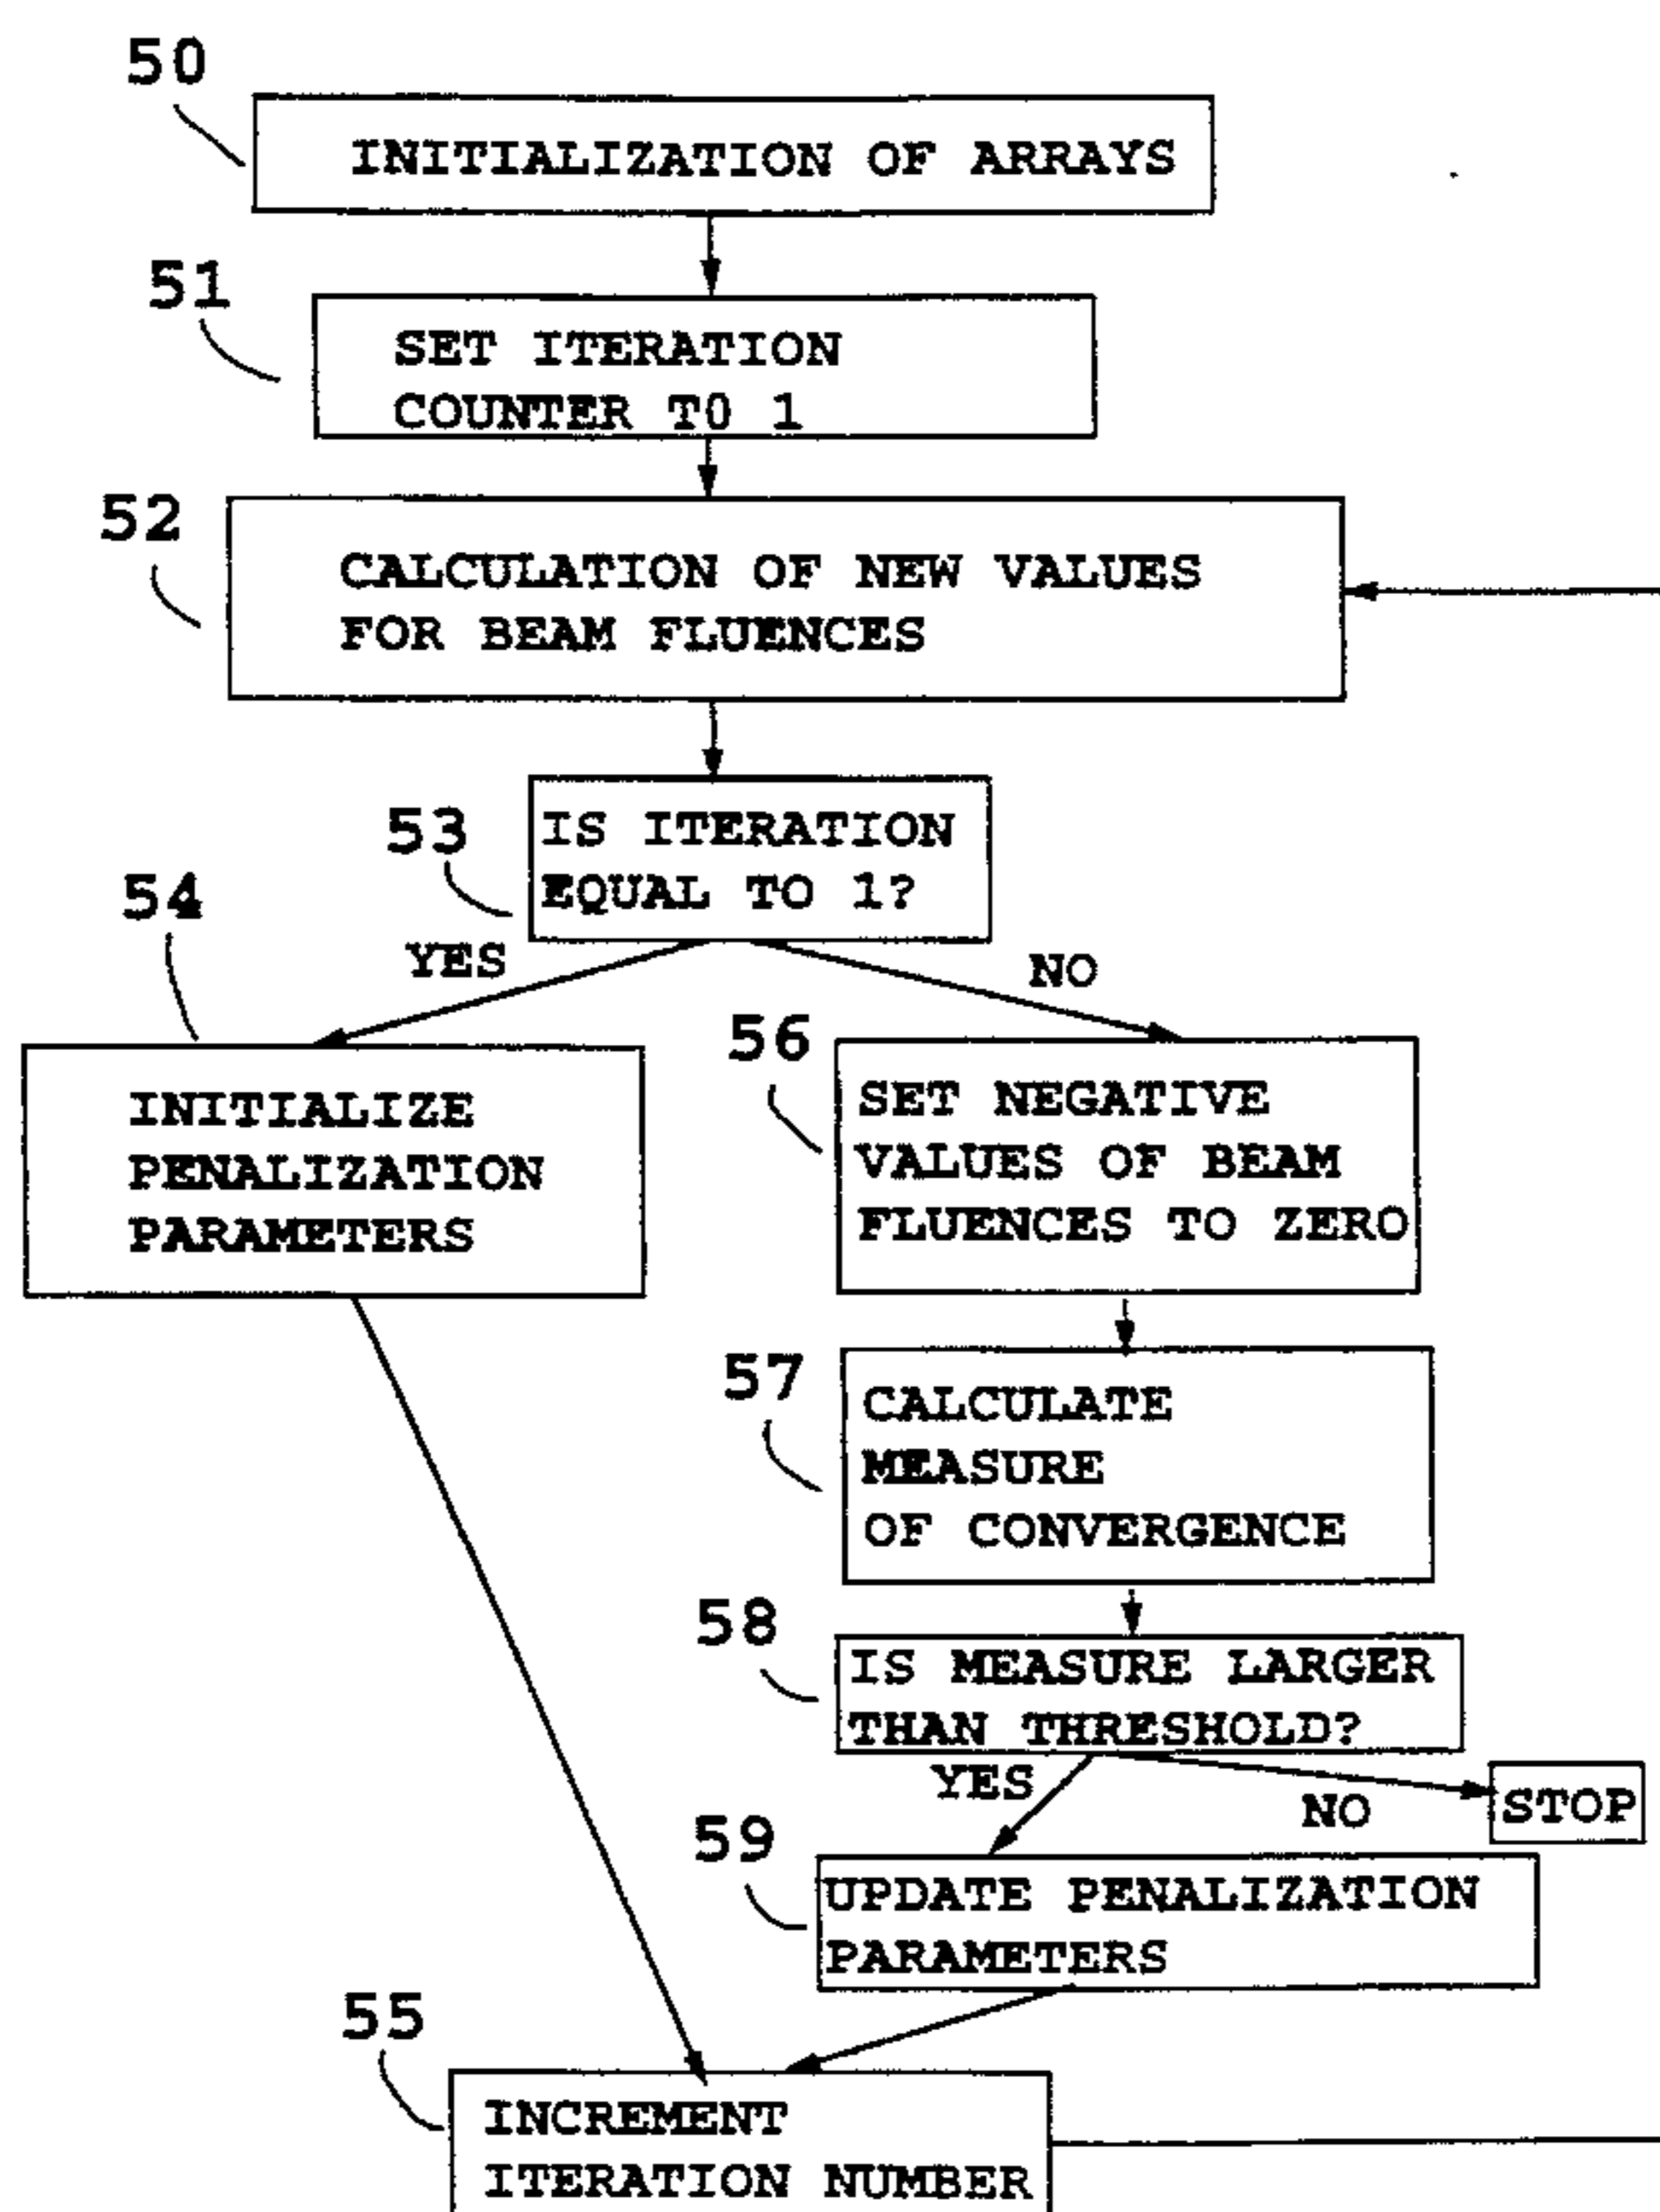 50
INITIALIZATION OF ARRAYS
51
SET ITERATION
COUNTER T0 1
52
CALCULATION OF NEW VALUES
FOR BEAM FLUENCES
53
IS ITERATION
EQUAL TO 1?
54
YES
NO
INITIALIZE
PENALIZATION
PARAMETERS
56
SET NEGATIVE
VALUES OF BEAM
FLUENCES TO ZERO
57
CALCULATE
MEASURE
OF CONVERGENCE
58
IS MEASURE LARGER
THAN THRESHOLD?
YES
NO
STOP
59
UPDATE PENALIZATION
PARAMETERS
55
INCREMENT
ITERATION NUMBER